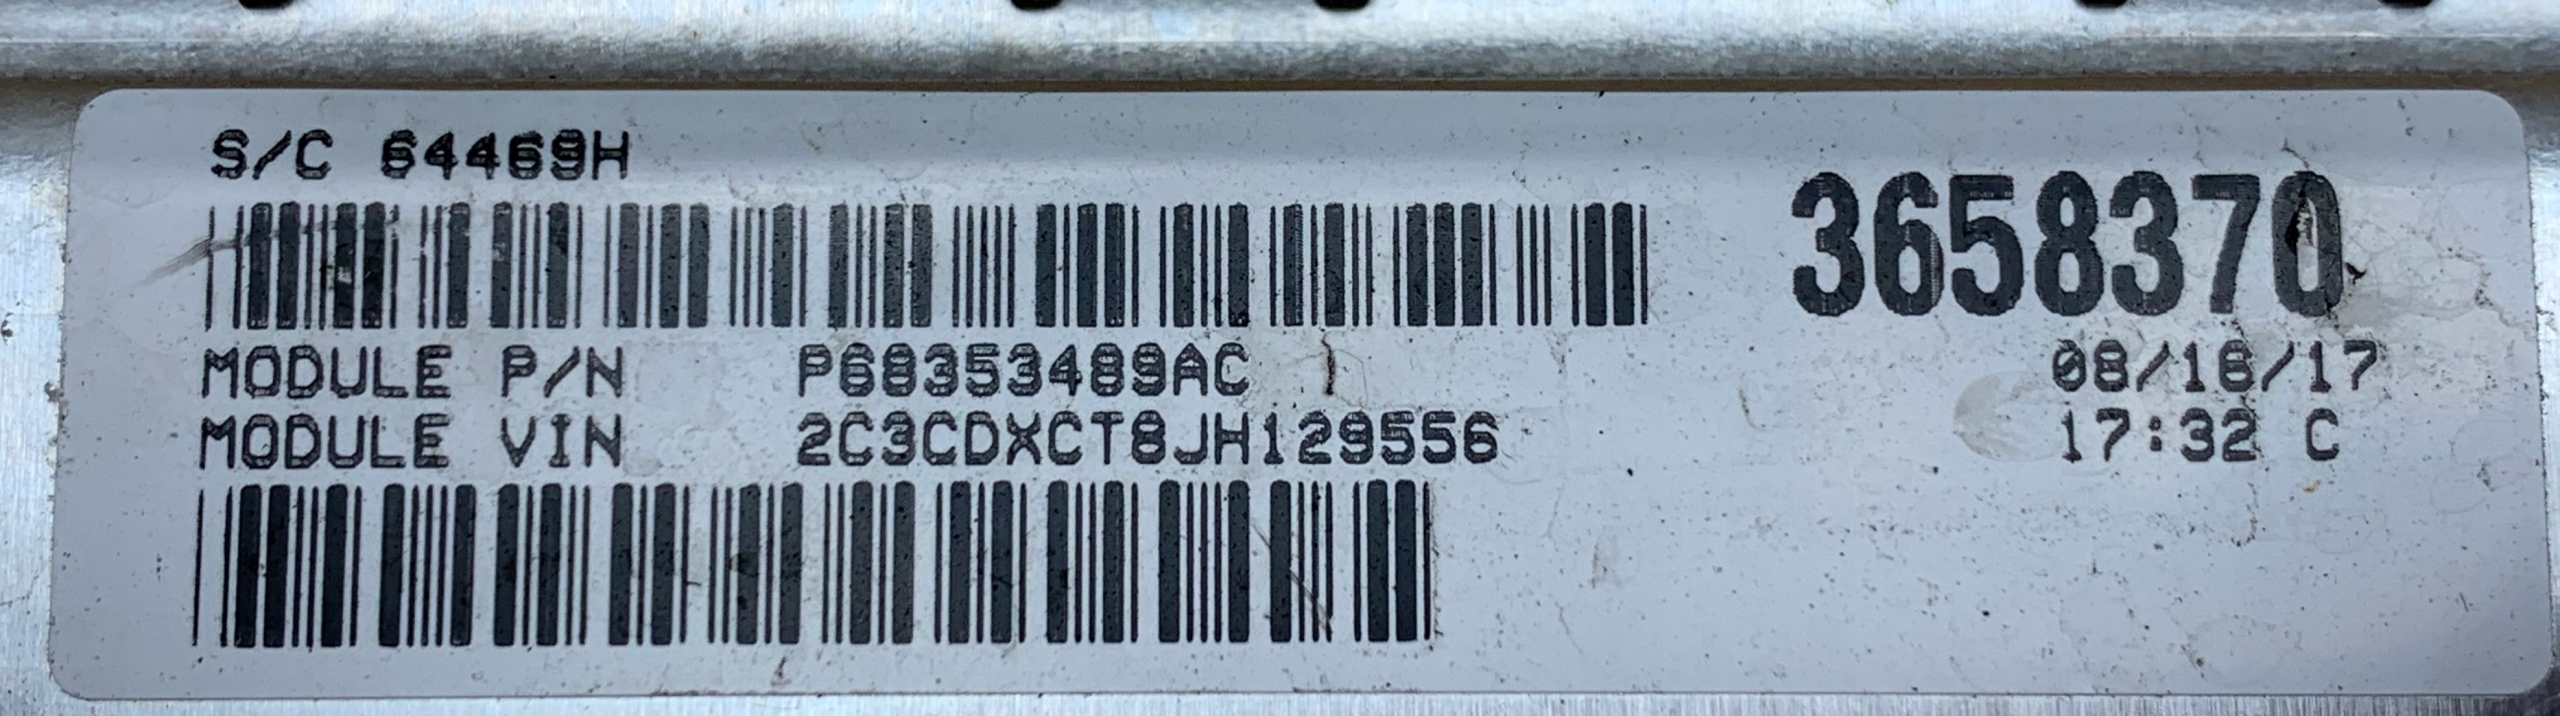 S/C 64469H
3658370
MODULE P/N P68353489AC
08/16/17
MODULE VIN 2C3CDXCT8JH129556
17:32 C